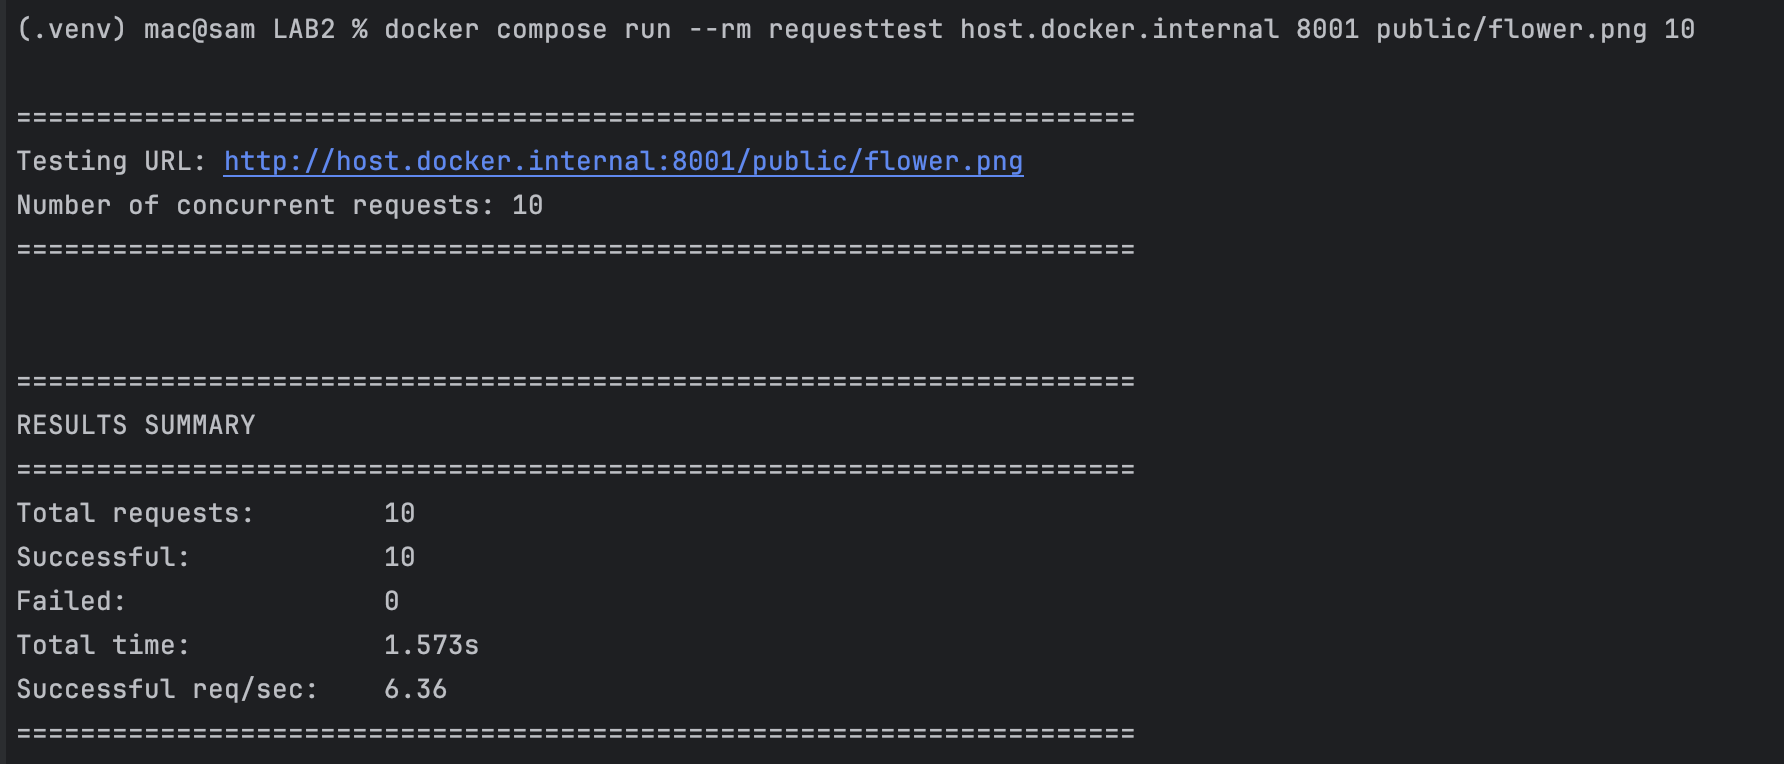 (.venv) mac@sam LAB2 % docker compose run --rm requesttest host.docker.internal 8001 public/flower.png 10
======================================================================
Testing URL: http://host.docker.internal:8001/public/flower.png
Number of concurrent requests: 10
======================================================================
======================================================================
RESULTS SUMMARY
======================================================================
Total requests:        10
Successful:            10
Failed:                0
Total time:            1.573s
Successful req/sec:    6.36
======================================================================